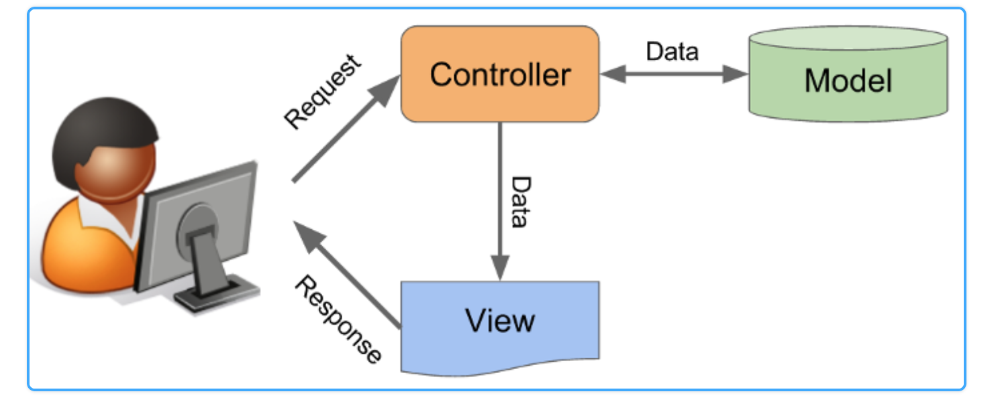 Request
Controller
Data
Model
Data
View
Response